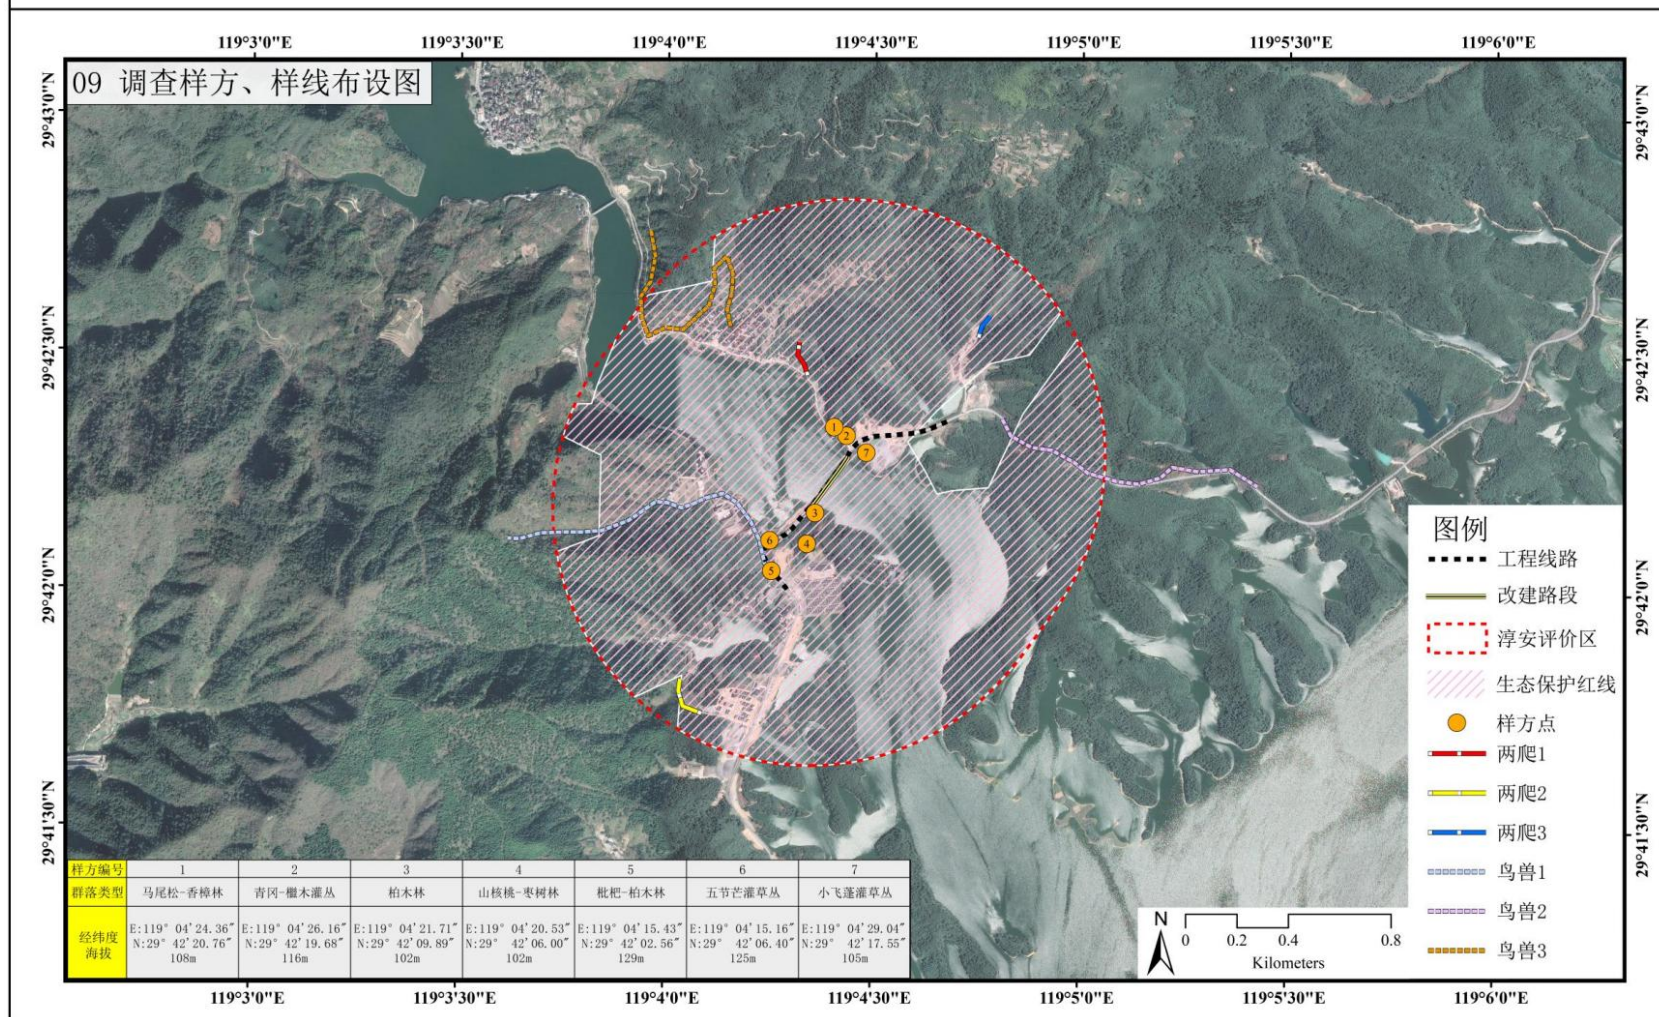 119°3'0"E 119°3'30"E 119°4'0"E 119°4'30"E 119°5'0"E 119°5'30"E 119°6'0"E
09 调查样方、样线布设图
29°43'0"N
29°43'0"N
29°42'30"N
29°42'30"N
1
2
7
3
6
4
5
29°42'0"N
29°42'0"N
29°41'30"N
29°41'30"N
图例
工程线路
改建路段
淳安评价区
生态保护红线
样方点
两爬1
两爬2
两爬3
鸟兽1
鸟兽2
鸟兽3
样方编号 1 2 3 4 5 6 7
群落类型 马尾松-香樟林 青冈-檵木灌丛 柏木林 山核桃-枣树林 枇杷-柏木林 五节芒灌草丛 小飞蓬灌草丛
经纬度 E:119° 04'24.36" E:119° 04'26.16" E:119° 04'21.71" E:119° 04'20.53" E:119° 04'15.43" E:119° 04'15.16" E:119° 04'29.04"
海拔 N:29° 42'20.76" N:29° 42'19.68" N:29° 42'09.89" N:29° 42'06.00" N:29° 42'02.56" N:29° 42'06.40" N:29° 42'17.55"
108m 116m 102m 102m 129m 125m 105m
N
0 0.2 0.4 0.8
Kilometers
119°3'0"E 119°3'30"E 119°4'0"E 119°4'30"E 119°5'0"E 119°5'30"E 119°6'0"E